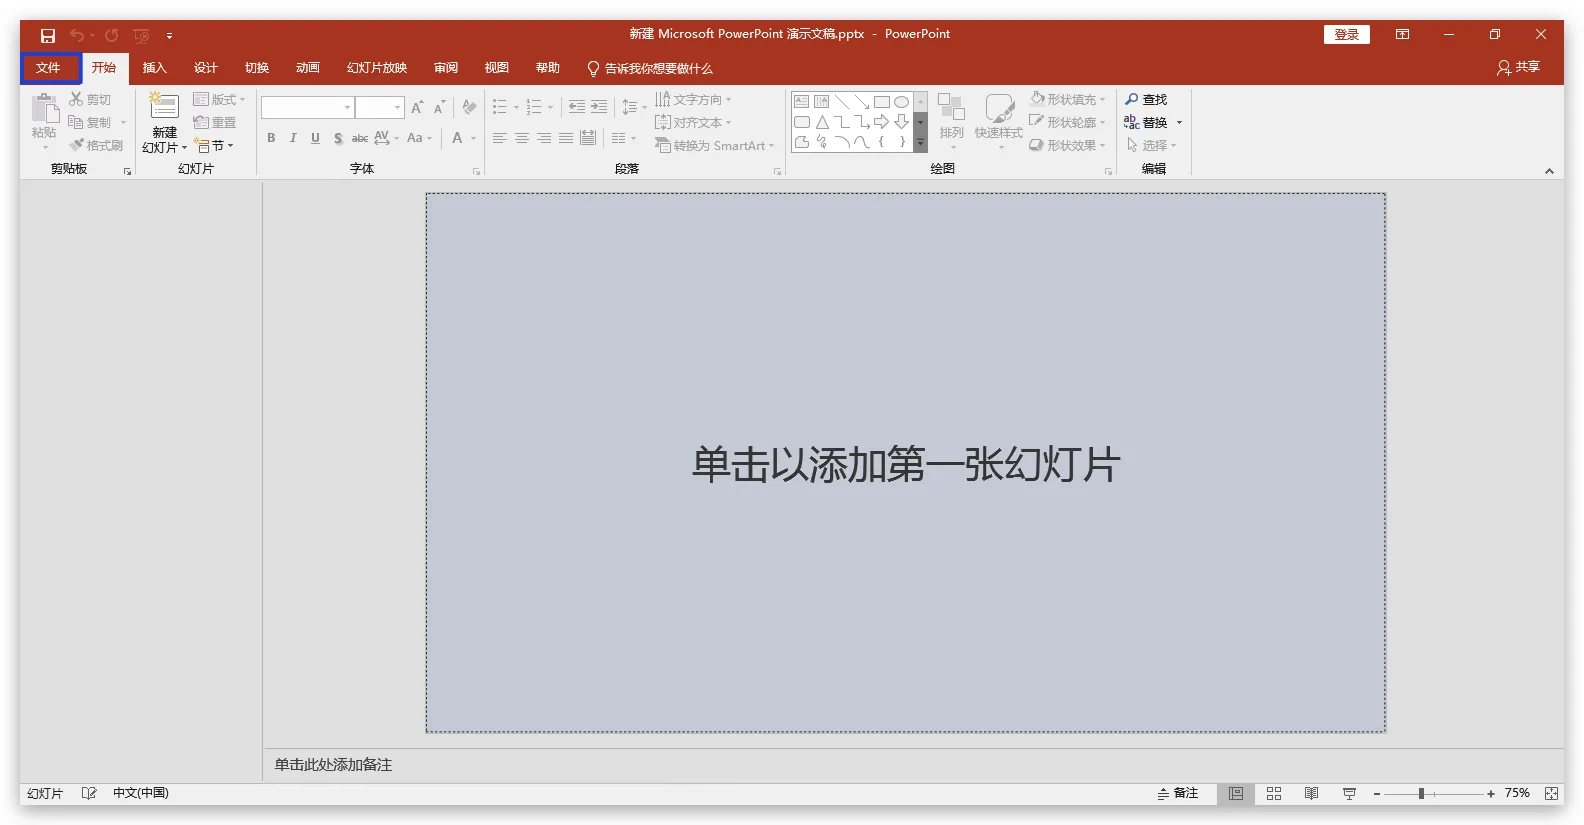 新建 Microsoft PowerPoint 演示文稿.pptx - PowerPoint
登录
文件 开始 插入 设计 切换 动画 幻灯片放映 审阅 视图 帮助 告诉我你想要做什么 共享
粘贴
剪切
复制
格式刷
剪贴板
新建
幻灯片
版式
重置
节
幻灯片
B I U S abc AV Aa A
字体
文字方向
对齐文本
转换为 SmartArt
段落
排列
快速样式
形状填充
形状轮廓
形状效果
绘图
查找
替换
选择
编辑
单击以添加第一张幻灯片
单击此处添加备注
幻灯片 中文(中国) 备注 75%